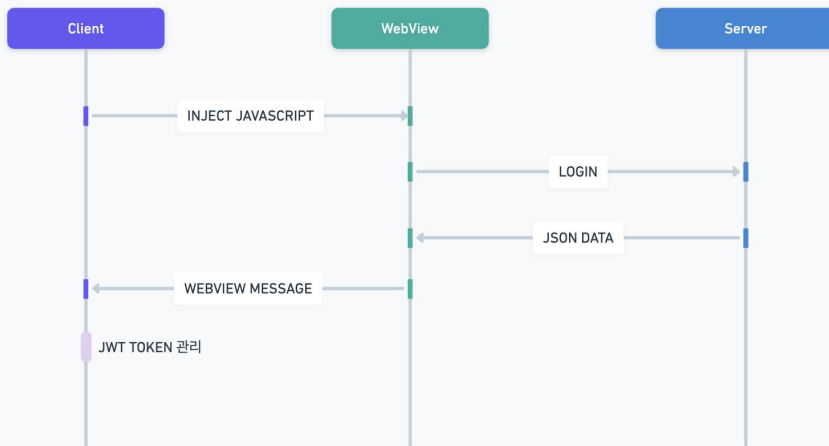 Client
WebView
Server
INJECT JAVASCRIPT
LOGIN
JSON DATA
WEBVIEW MESSAGE
JWT TOKEN 관리